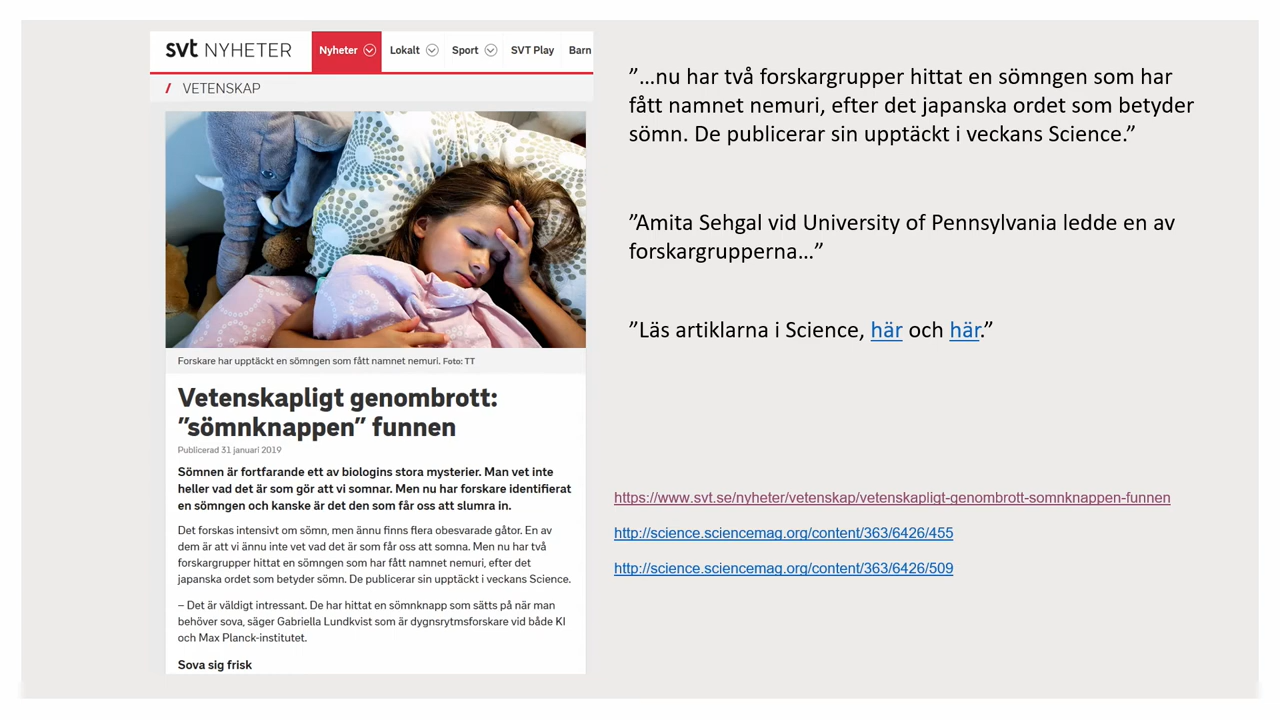 svt NYHETER Nyheter Lokalt Sport SVT Play Barn
/ VETENSKAP
Forskare har upptäckt en sömngen som fått namnet nemuri. Foto: TT
Vetenskapligt genombrott:
”sömnknappen” funnen
Publicerad 31 januari 2019
Sömnen är fortfarande ett av biologins stora mysterier. Man vet inte
heller vad det är som gör att vi somnar. Men nu har forskare identifierat
en sömngen och kanske är det den som får oss att slumra in.
Det forskas intensivt om sömn, men ännu finns flera obesvarade gåtor. En av
dem är att vi ännu inte vet vad det är som får oss att somna. Men nu har två
forskargrupper hittat en sömngen som har fått namnet nemuri, efter det
japanska ordet som betyder sömn. De publicerar sin upptäckt i veckans Science.
– Det är väldigt intressant. De har hittat en sömnknapp som sätts på när man
behöver sova, säger Gabriella Lundkvist som är dygnsrytmsforskare vid både KI
och Max Planck-institutet.
Sova sig frisk
”…nu har två forskargrupper hittat en sömngen som har
fått namnet nemuri, efter det japanska ordet som betyder
sömn. De publicerar sin upptäckt i veckans Science.”
”Amita Sehgal vid University of Pennsylvania ledde en av
forskargrupperna…”
”Läs artiklarna i Science, här och här.”
https://www.svt.se/nyheter/vetenskap/vetenskapligt-genombrott-somnknappen-funnen
http://science.sciencemag.org/content/363/6426/455
http://science.sciencemag.org/content/363/6426/509